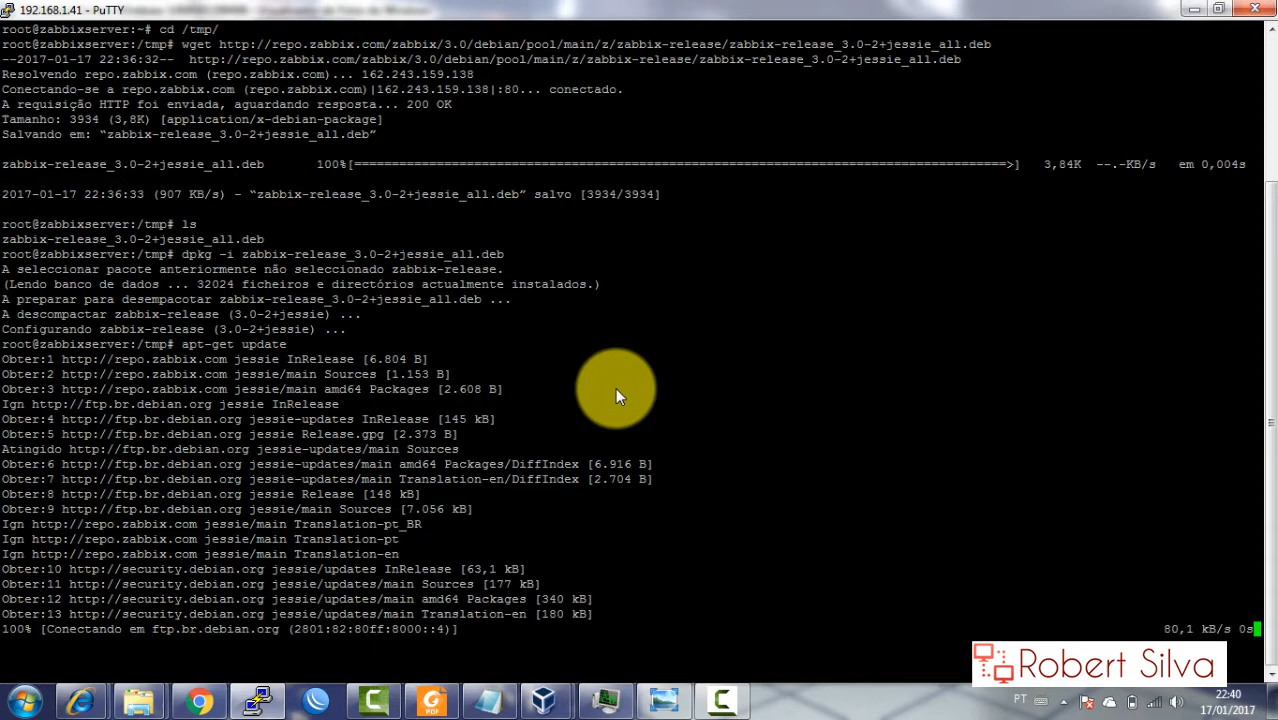 192.168.1.41 - PuTTY
root@zabbixserver:~# cd /tmp/
root@zabbixserver:/tmp# wget http://repo.zabbix.com/zabbix/3.0/debian/pool/main/z/zabbix-release/zabbix-release_3.0-2+jessie_all.deb
--2017-01-17 22:36:32--  http://repo.zabbix.com/zabbix/3.0/debian/pool/main/z/zabbix-release/zabbix-release_3.0-2+jessie_all.deb
Resolvendo repo.zabbix.com (repo.zabbix.com)... 162.243.159.138
Conectando-se a repo.zabbix.com (repo.zabbix.com)|162.243.159.138|:80... conectado.
A requisição HTTP foi enviada, aguardando resposta... 200 OK
Tamanho: 3934 (3,8K) [application/x-debian-package]
Salvando em: “zabbix-release_3.0-2+jessie_all.deb”
zabbix-release_3.0-2+jessie_all.deb 100%[=======================================================================================>] 3,84K --.-KB/s em 0,004s
2017-01-17 22:36:33 (907 KB/s) - “zabbix-release_3.0-2+jessie_all.deb” salvo [3934/3934]
root@zabbixserver:/tmp# ls
zabbix-release_3.0-2+jessie_all.deb
root@zabbixserver:/tmp# dpkg -i zabbix-release_3.0-2+jessie_all.deb
A seleccionar pacote anteriormente não seleccionado zabbix-release.
(Lendo banco de dados ... 32024 ficheiros e directórios actualmente instalados.)
A preparar para desempacotar zabbix-release_3.0-2+jessie_all.deb ...
A descompactar zabbix-release (3.0-2+jessie) ...
Configurando zabbix-release (3.0-2+jessie) ...
root@zabbixserver:/tmp# apt-get update
Obter:1 http://repo.zabbix.com jessie InRelease [6.804 B]
Obter:2 http://repo.zabbix.com jessie/main Sources [1.153 B]
Obter:3 http://repo.zabbix.com jessie/main amd64 Packages [2.608 B]
Ign http://ftp.br.debian.org jessie InRelease
Obter:4 http://ftp.br.debian.org jessie-updates InRelease [145 kB]
Obter:5 http://ftp.br.debian.org jessie Release.gpg [2.373 B]
Atingido http://ftp.br.debian.org jessie-updates/main Sources
Obter:6 http://ftp.br.debian.org jessie-updates/main amd64 Packages/DiffIndex [6.916 B]
Obter:7 http://ftp.br.debian.org jessie-updates/main Translation-en/DiffIndex [2.704 B]
Obter:8 http://ftp.br.debian.org jessie Release [148 kB]
Obter:9 http://ftp.br.debian.org jessie/main Sources [7.056 kB]
Ign http://repo.zabbix.com jessie/main Translation-pt_BR
Ign http://repo.zabbix.com jessie/main Translation-pt
Ign http://repo.zabbix.com jessie/main Translation-en
Obter:10 http://security.debian.org jessie/updates InRelease [63,1 kB]
Obter:11 http://security.debian.org jessie/updates/main Sources [177 kB]
Obter:12 http://security.debian.org jessie/updates/main amd64 Packages [340 kB]
Obter:13 http://security.debian.org jessie/updates/main Translation-en [180 kB]
100% [Conectando em ftp.br.debian.org (2801:82:80ff:8000::4)] 80,1 kB/s 0s
Robert Silva
PDF
PT
22:40
17/01/2017